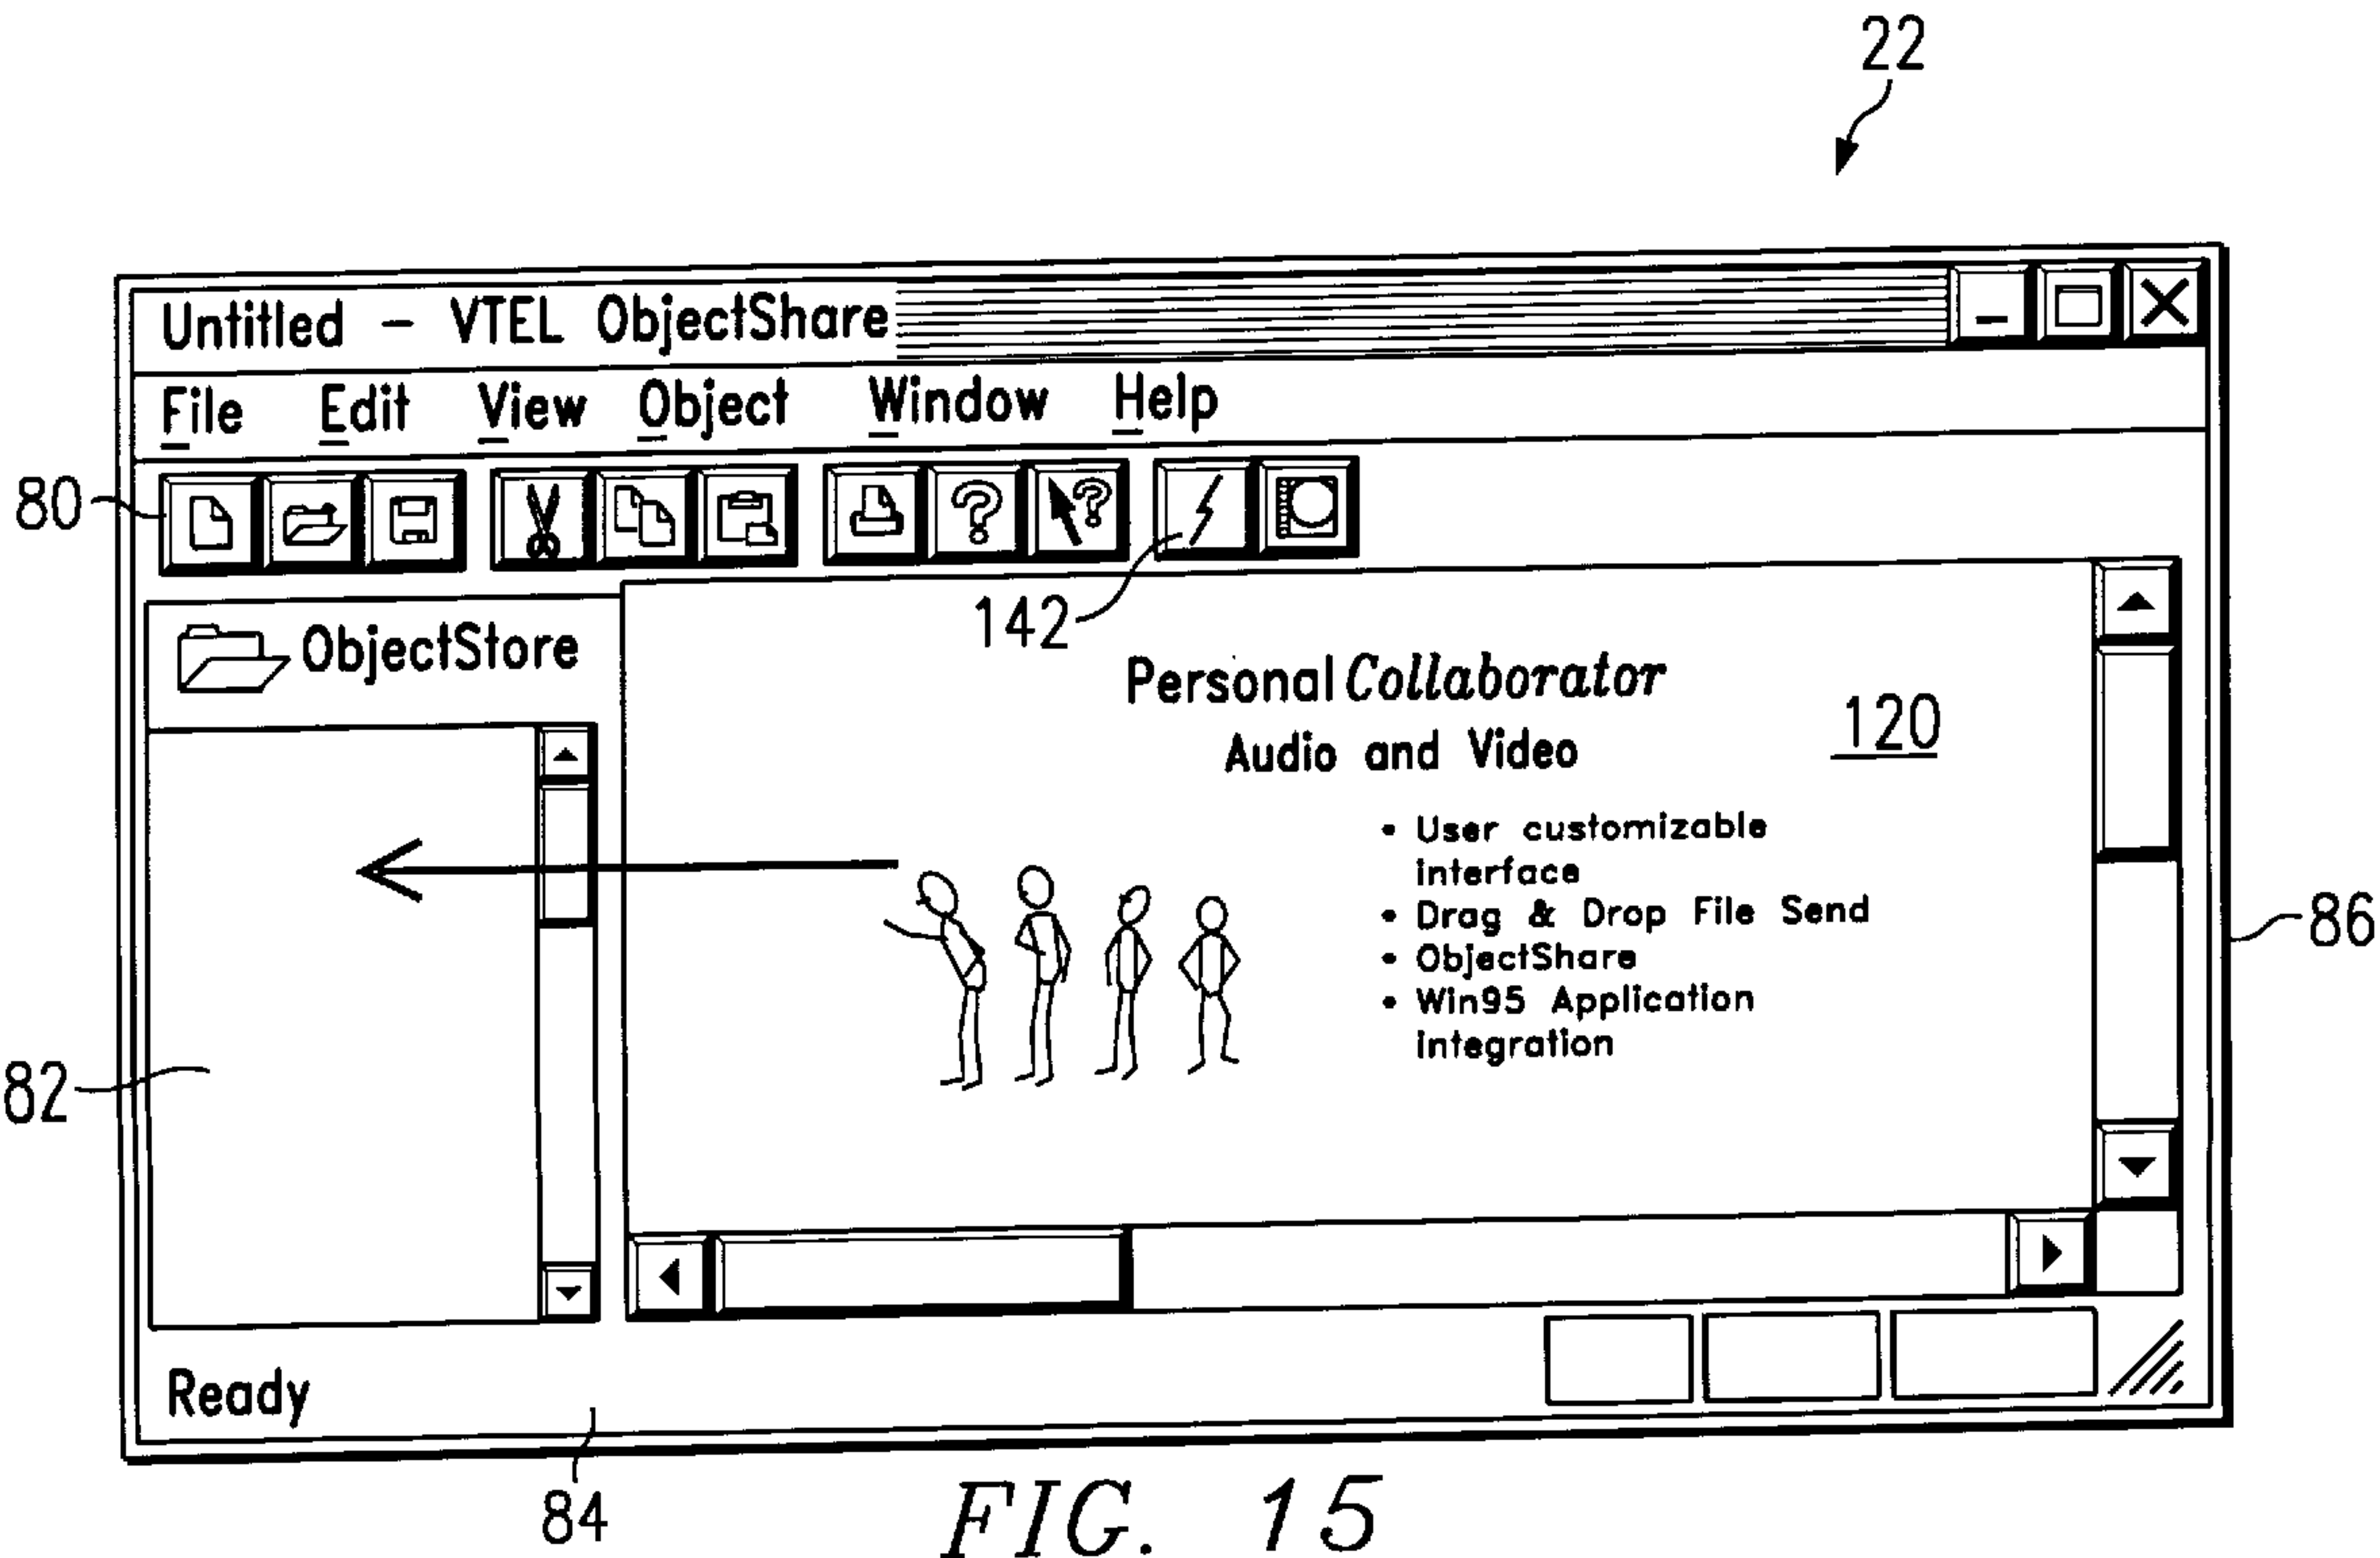 22
Untitled – VTEL ObjectShare
File Edit View Object Window Help
80
142
ObjectStore
Personal Collaborator
120
Audio and Video
• User customizable
interface
• Drag & Drop File Send
• ObjectShare
• Win95 Application
integration
86
82
Ready
84
FIG. 15